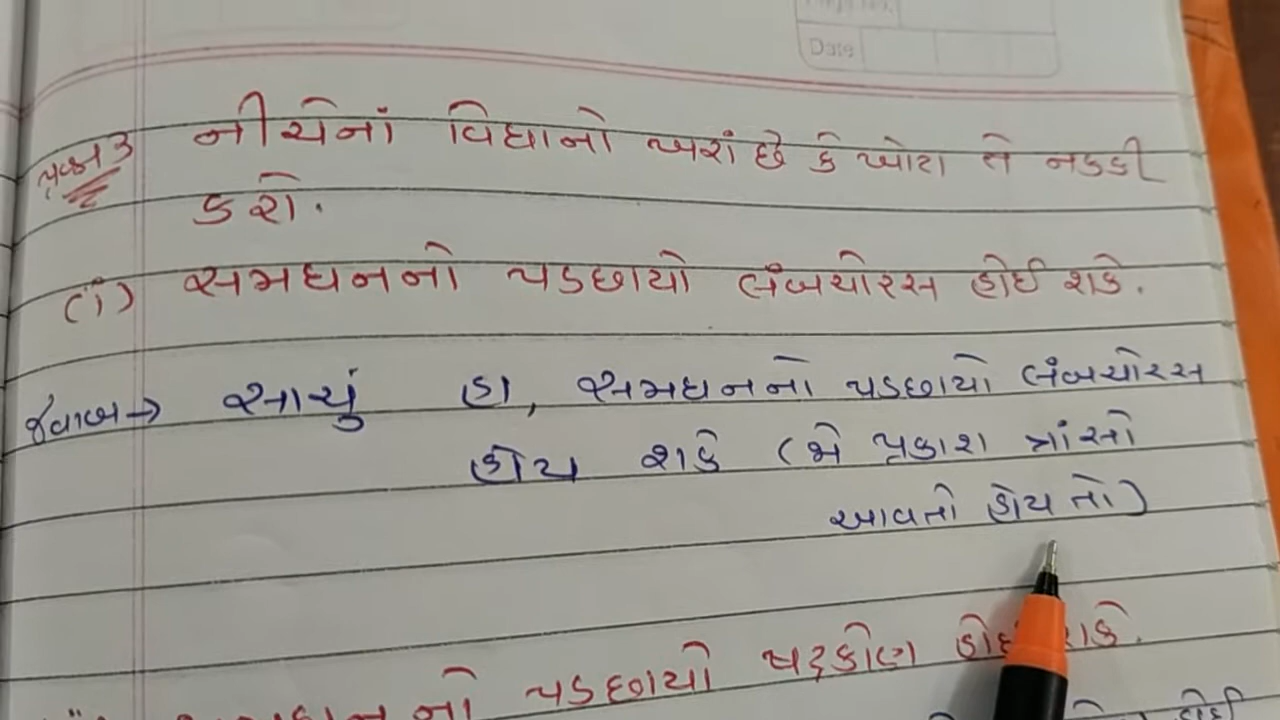 Date
પ્રશ્ન 3 નીચેનાં વિધાનો ખરાં છે કે ખોટા તે નક્કી
કરો.
(i) સમઘનનો પડછાયો લંબચોરસ હોઈ શકે.
જવાબ→ સાચું હા, સમઘનનો પડછાયો લંબચોરસ
હોય શકે (જો પ્રકાશ ત્રાંસો
આવતો હોય તો)
પડછાયો ષટ્કોણ શકે.